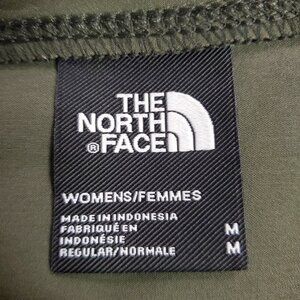 THE
NORTH
® FACE
WOMENS/FEMMES
MADE IN INDONESIA
FABRIQUÉ EN
INDONÉSIE
REGULAR/NORMALE
M
M